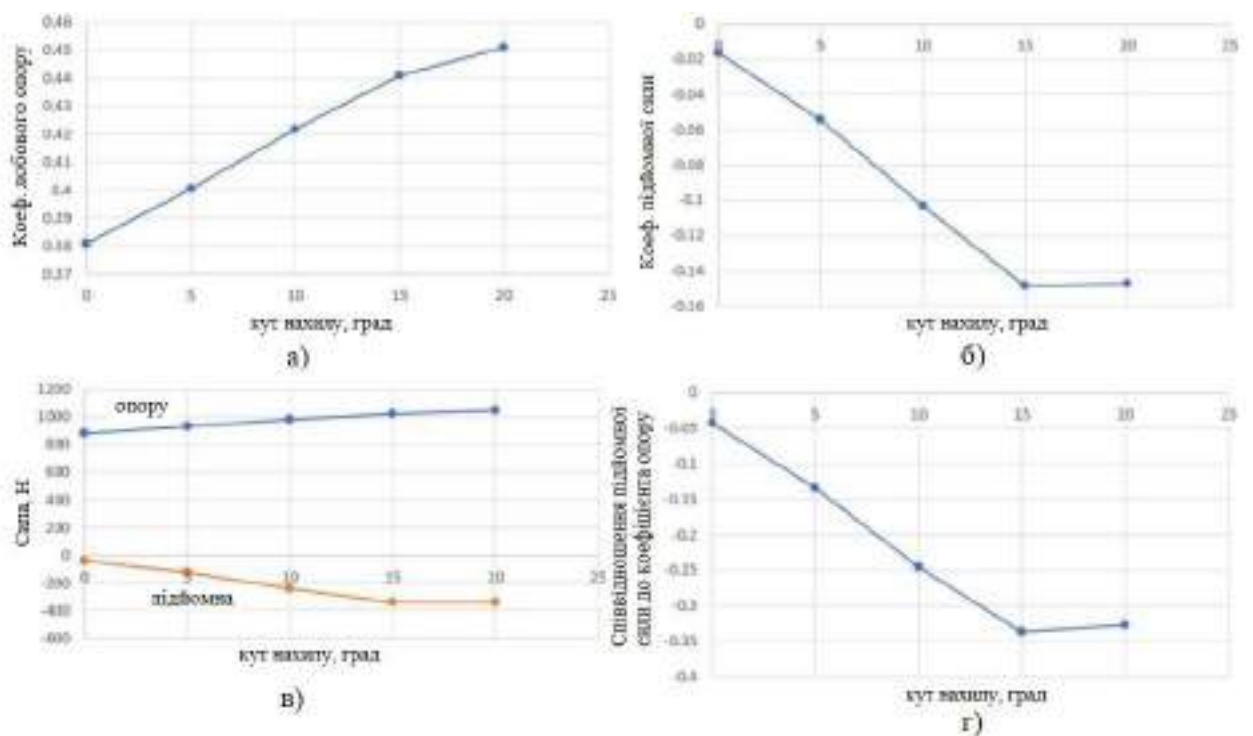 Коеф. лобового опору
0.46
0.45
0.44
0.43
0.42
0.41
0.4
0.39
0.38
0.37
0 5 10 15 20 25
кут нахилу, град
а)
Коеф. підйомної сили
0
-0.02
-0.04
-0.06
-0.08
-0.1
-0.12
-0.14
-0.16
0 5 10 15 20 25
кут нахилу, град
б)
Сила, Н
1200
1000
800
600
400
200
0
-200
-400
-600
опору
підйомна
0 5 10 15 20 25
кут нахилу, град
в)
Співвідношення підйомної
сили до коефіцієнта опору
0
-0.05
-0.1
-0.15
-0.2
-0.25
-0.3
-0.35
-0.4
0 5 10 15 20 25
кут нахилу, град
г)